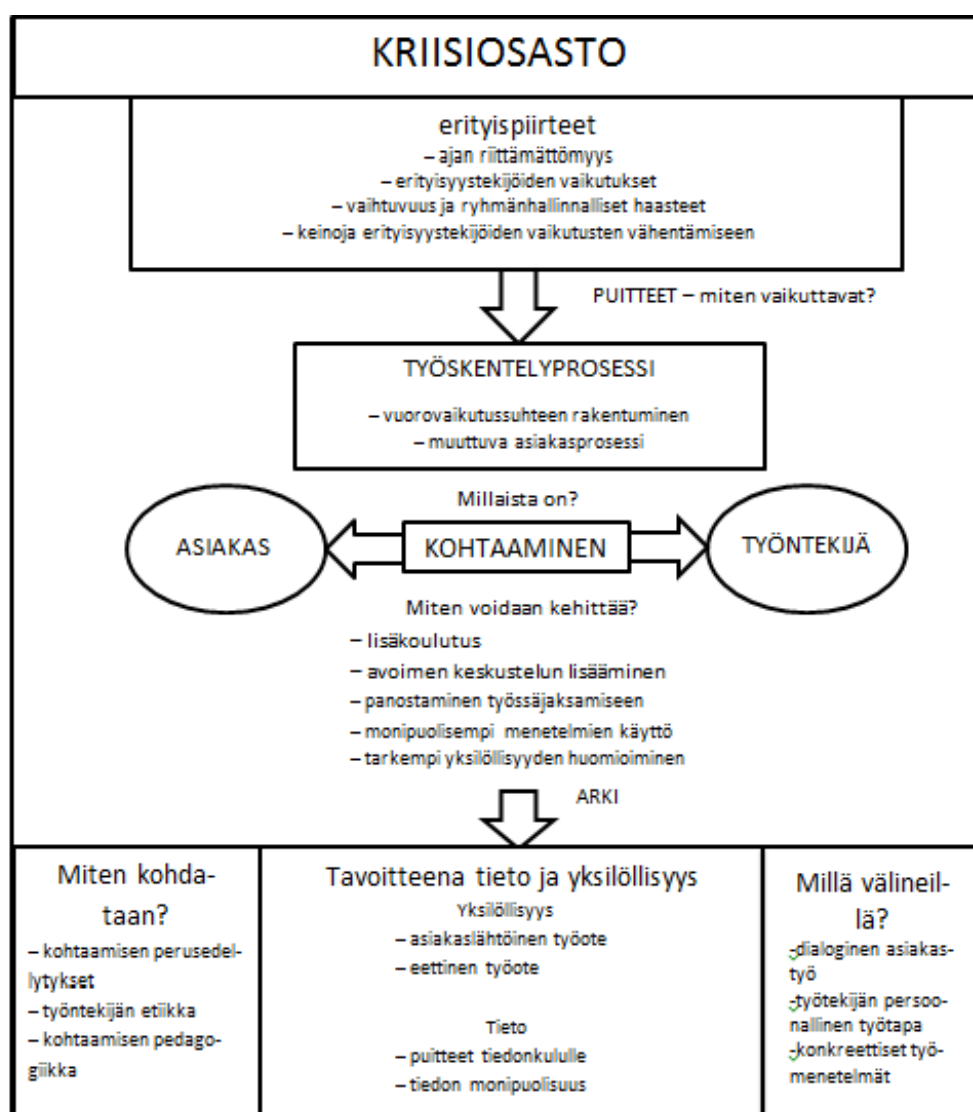 KRIISIOSASTO
erityispiirteet
– ajan riittämättömyys
– erityisyystekijöiden vaikutukset
– vaihtuvuus ja ryhmänhallinnalliset haasteet
– keinoja erityisyystekijöiden vaikutusten vähentämiseen
PUITTEET – miten vaikuttavat?
TYÖSKENTELYPROSESSI
– vuorovaikutussuhteen rakentuminen
– muuttuva asiakasprosessi
Millaista on?
ASIAKAS
KOHTAAMINEN
TYÖNTEKIJÄ
Miten voidaan kehittää?
– lisäkoulutus
– avoimen keskustelun lisääminen
– panostaminen työssäjaksamiseen
– monipuolisempi menetelmien käyttö
– tarkempi yksilöllisyyden huomioiminen
ARKI
Miten kohda-
taan?
– kohtaamisen perusedel-
lytykset
– työntekijän etiikka
– kohtaamisen pedago-
giikka
Tavoitteena tieto ja yksilöllisyys
Yksilöllisyys
– asiakaslähtöinen työote
– eettinen työote
Tieto
– puitteet tiedonkululle
– tiedon monipuolisuus
Millä välineil-
lä?
-dialoginen asiakas-
työ
-työtekijän persoo-
nallinen työtapa
-konkreettiset työ-
menetelmät